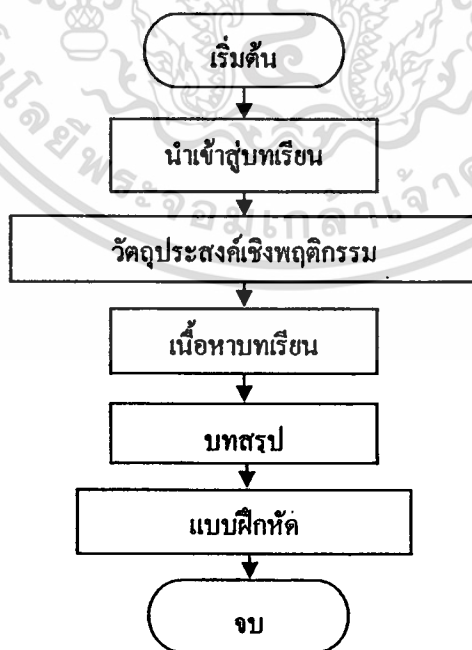 เริ่มต้น
นำเข้าสู่บทเรียน
วัตถุประสงค์เชิงพฤติกรรม
เนื้อหาบทเรียน
บทสรุป
แบบฝึกหัด
จบ